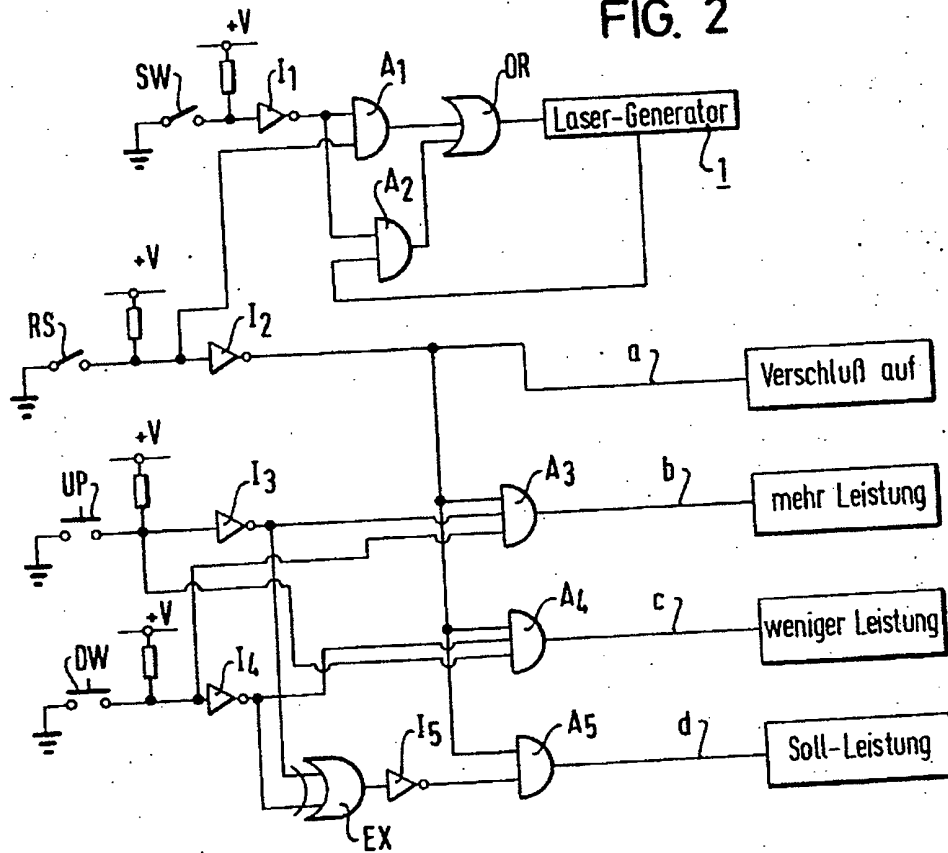 FIG. 2
+V
SW
I1
A1
OR
Laser-Generator
1
A2
+V
RS
I2
a
Verschluß auf
+V
UP
I3
A3
b
mehr Leistung
+V
DW
I4
A4
c
weniger Leistung
I5
A5
d
Soll-Leistung
EX